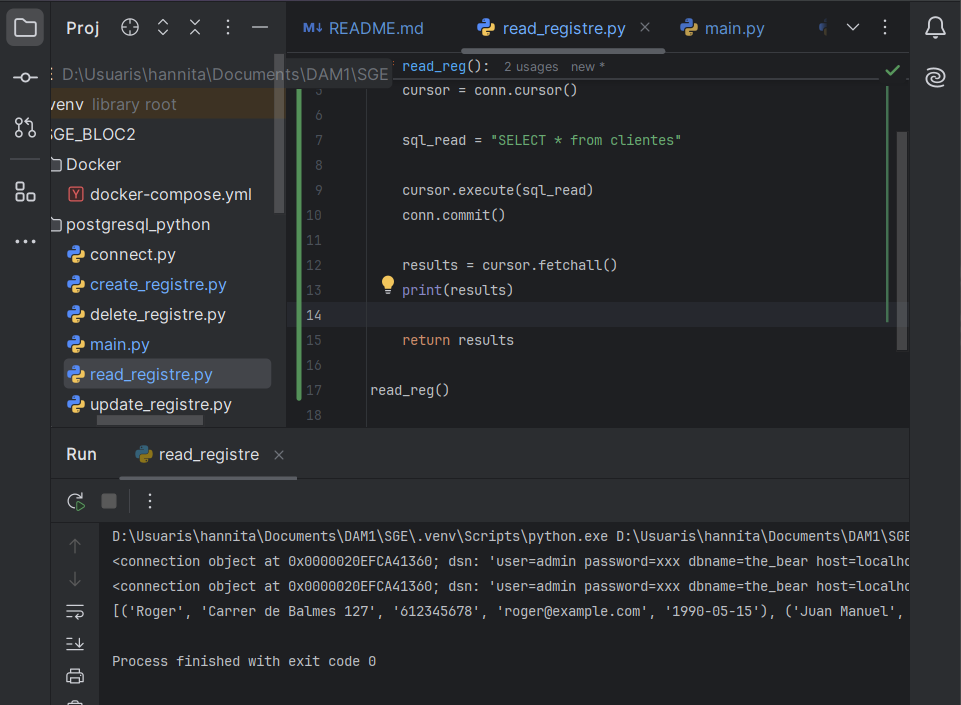 Proj
README.md
read_registre.py
main.py
D:\Usuaris\hannita\Documents\DAM1\SGE
venv library root
SGE_BLOC2
Docker
docker-compose.yml
postgresql_python
connect.py
create_registre.py
delete_registre.py
main.py
read_registre.py
update_registre.py
read_reg(): 2 usages new *
5 cursor = conn.cursor()
6
7 sql_read = "SELECT * from clientes"
8
9 cursor.execute(sql_read)
10 conn.commit()
11
12 results = cursor.fetchall()
13 print(results)
14
15 return results
16
17 read_reg()
18
Run read_registre
D:\Usuaris\hannita\Documents\DAM1\SGE\.venv\Scripts\python.exe D:\Usuaris\hannita\Documents\DAM1\SGE
<connection object at 0x0000020EFCA41360; dsn: 'user=admin password=xxx dbname=the_bear host=localho
<connection object at 0x0000020EFCA41360; dsn: 'user=admin password=xxx dbname=the_bear host=localho
[('Roger', 'Carrer de Balmes 127', '612345678', 'roger@example.com', '1990-05-15'), ('Juan Manuel',
Process finished with exit code 0